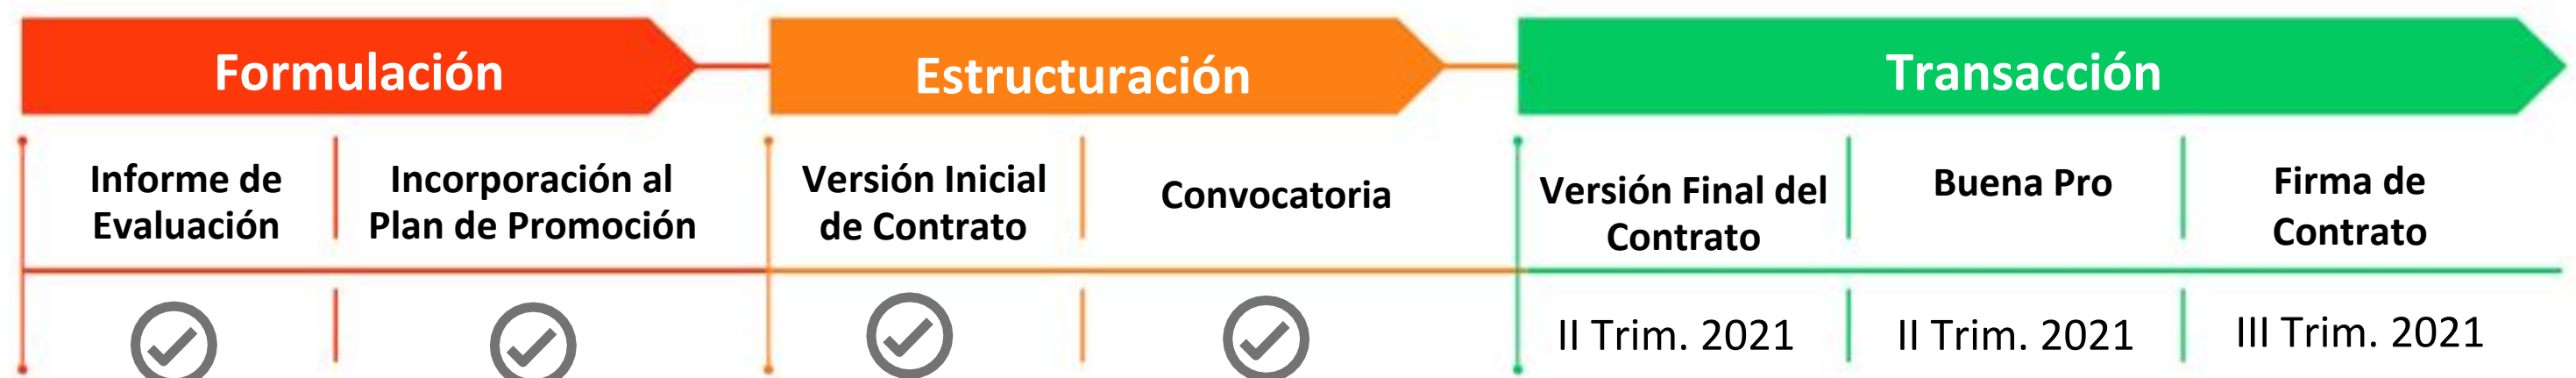 Formulación
Estructuración
Transacción
Informe de
Evaluación
Incorporación al
Plan de Promoción
Versión Inicial
de Contrato
Convocatoria
Versión Final del
Contrato
Buena Pro
Firma de
Contrato
II Trim. 2021
II Trim. 2021
III Trim. 2021